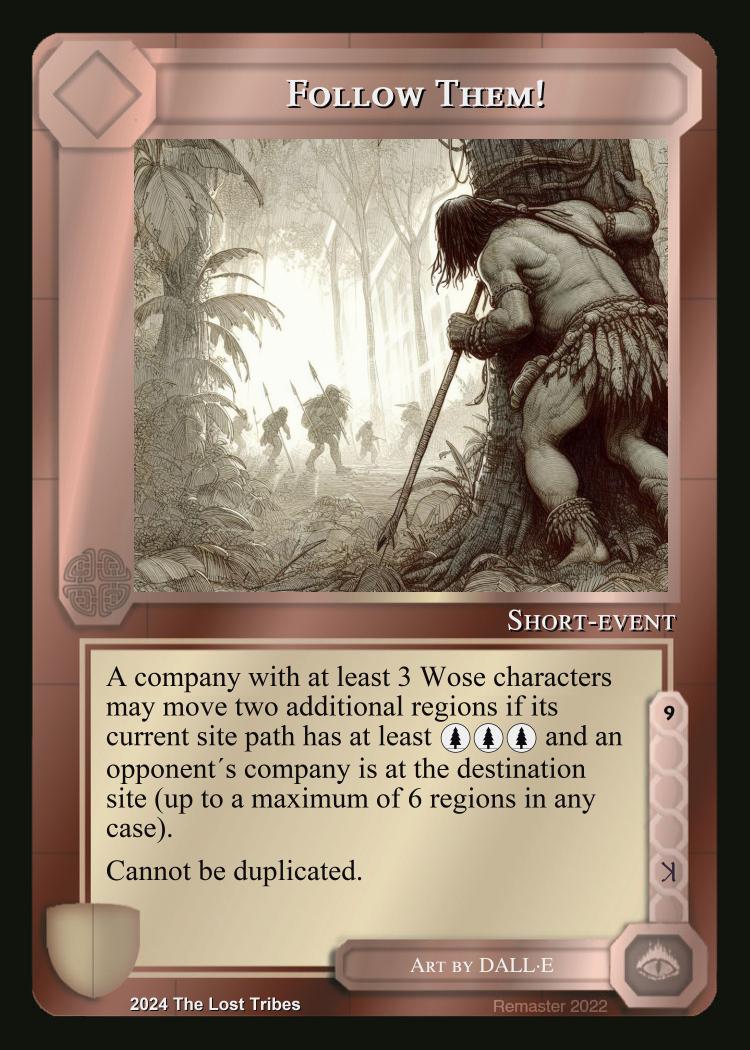 Follow Them!
Short-event
A company with at least 3 Wose characters
may move two additional regions if its
current site path has at least and an
opponent´s company is at the destination
site (up to a maximum of 6 regions in any
case).
Cannot be duplicated.
9
Art by DALL·E
2024 The Lost Tribes
Remaster 2022